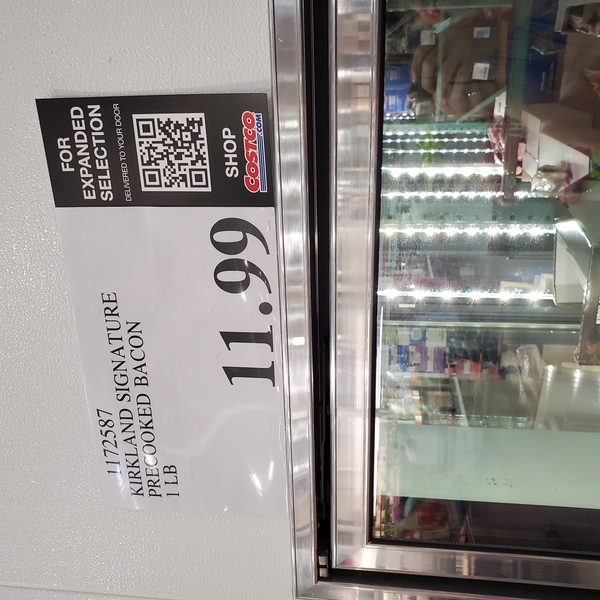 1172587
KIRKLAND SIGNATURE
PRECOOKED BACON
1 LB
11.99
FOR
EXPANDED
SELECTION
DELIVERED TO YOUR DOOR
SHOP
COSTCO
.COM